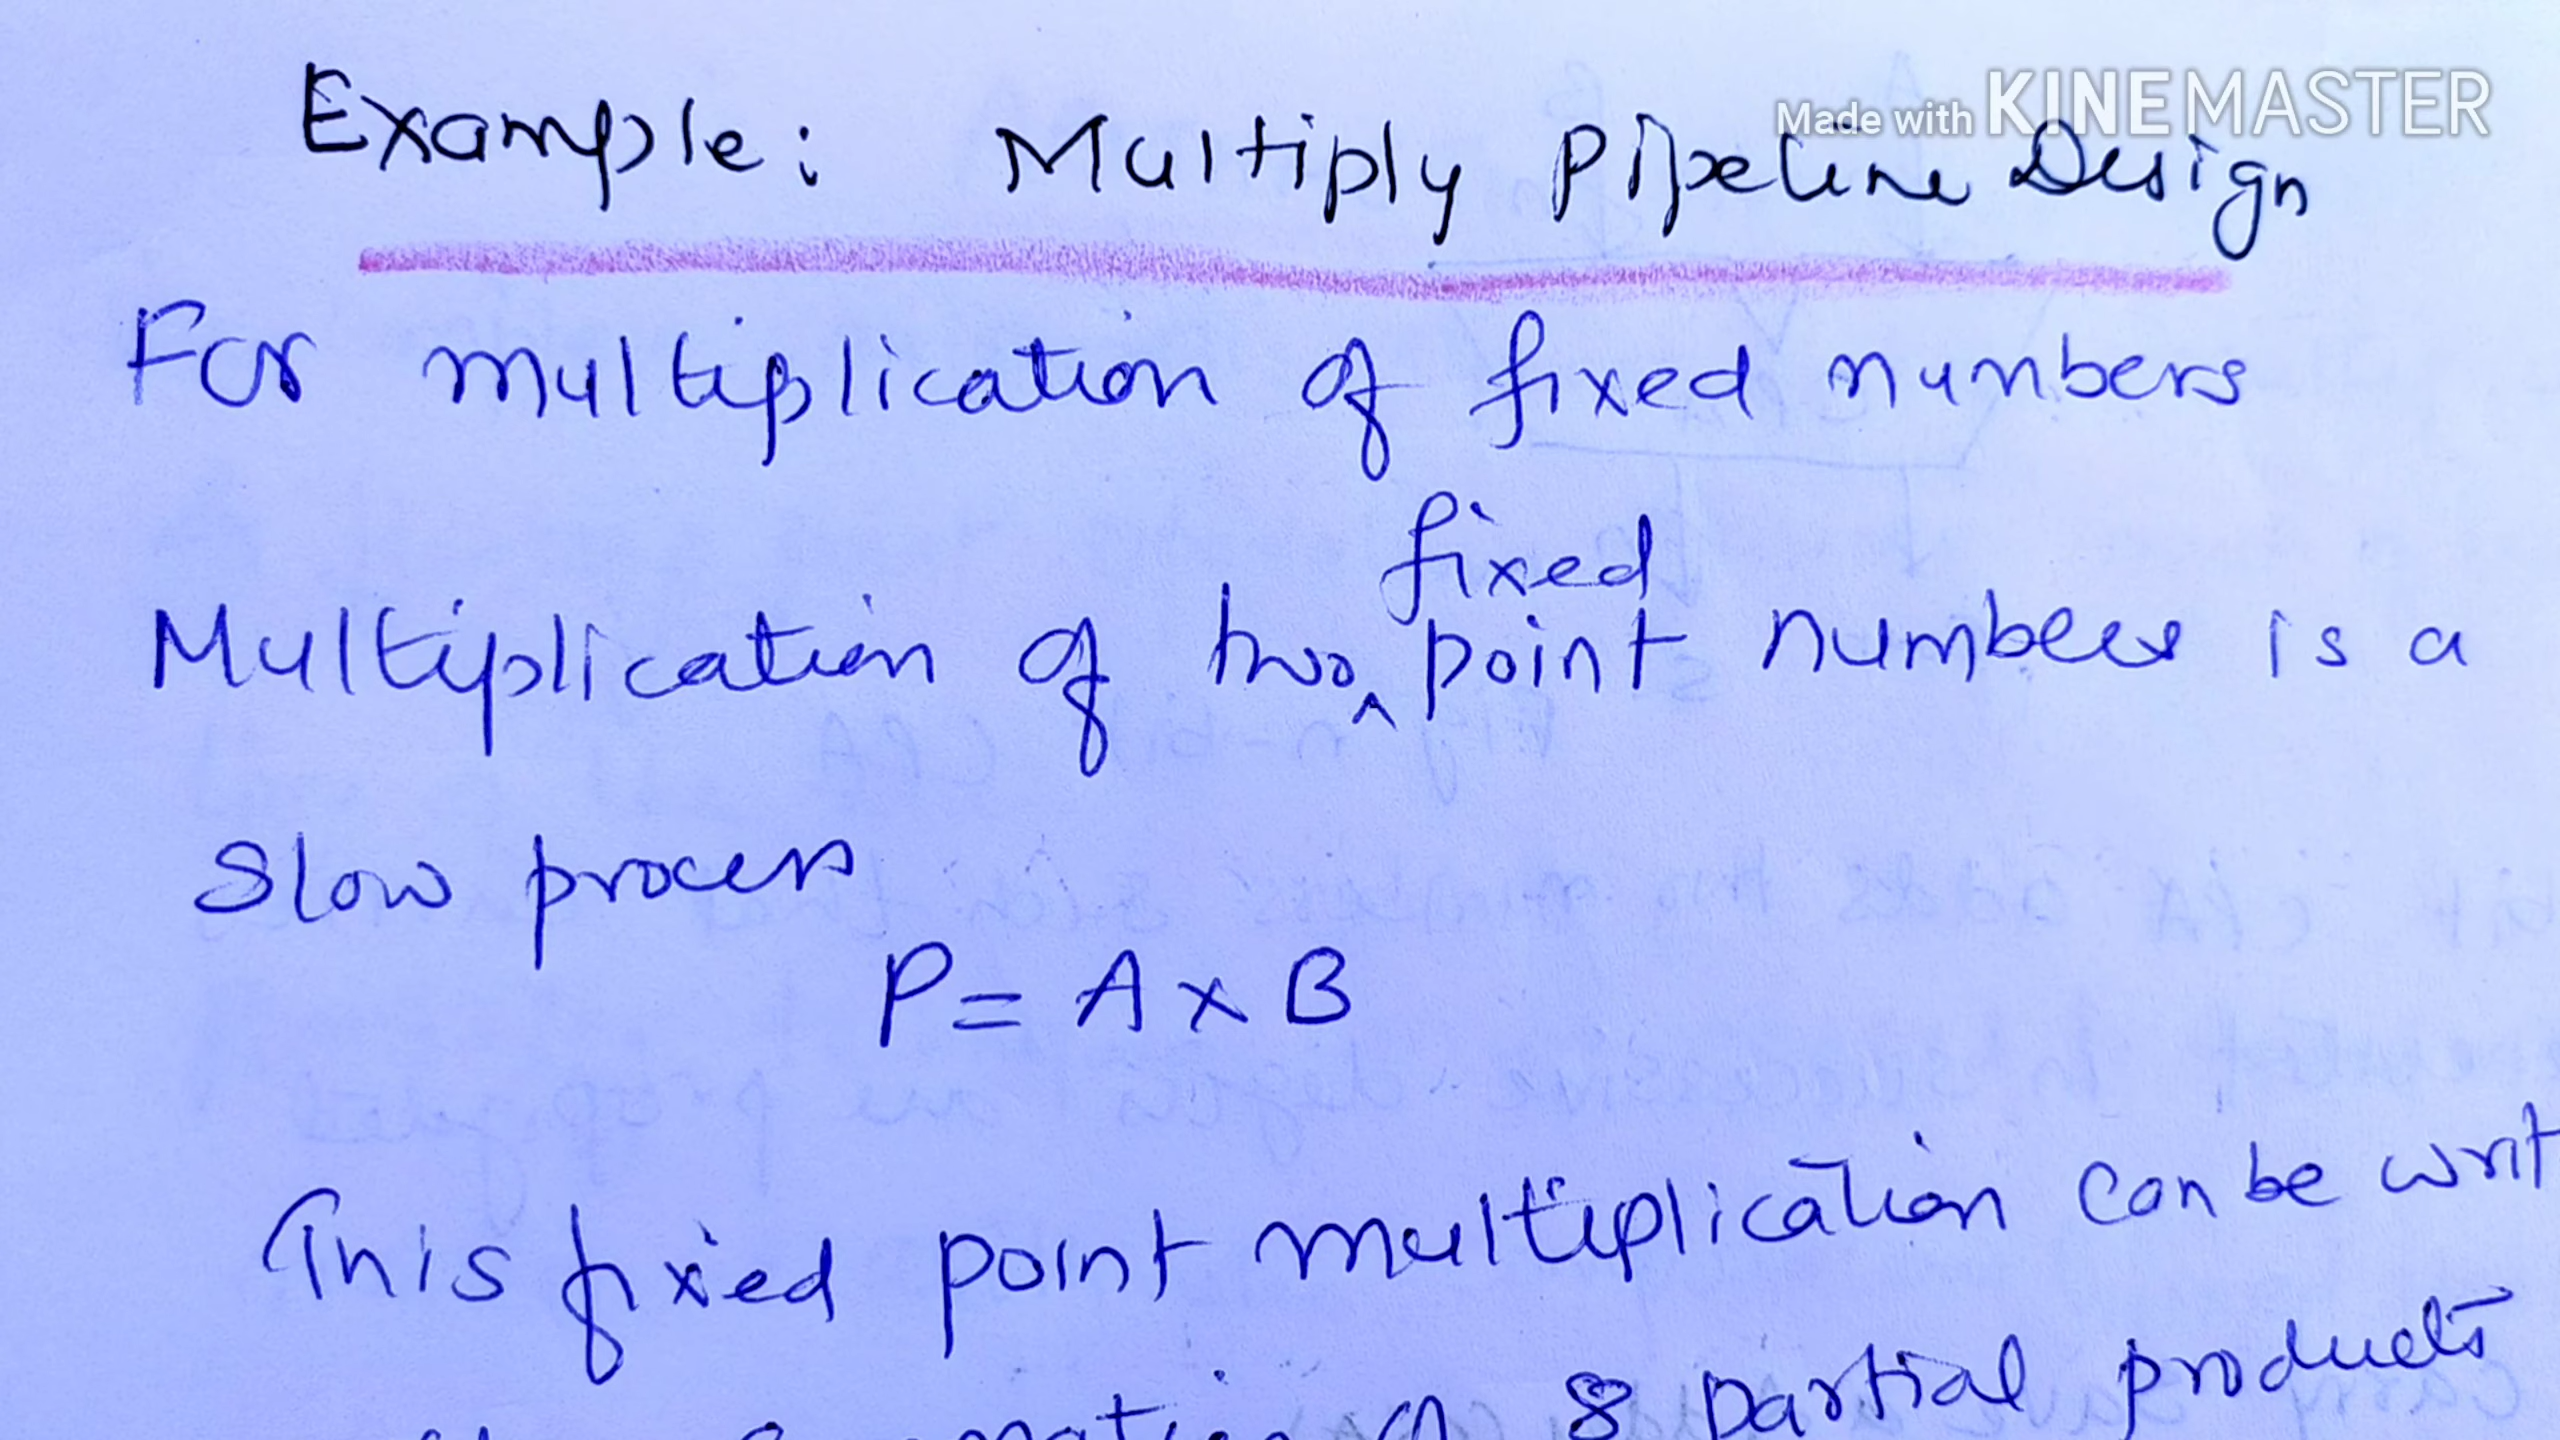 Made with KINEMASTER
Example: Multiply Pipeline Design
For multiplication of fixed numbers
fixed
Multiplication of two ^ point numbers is a
slow process
P = A × B
This fixed point multiplication can be writ
8 partial products